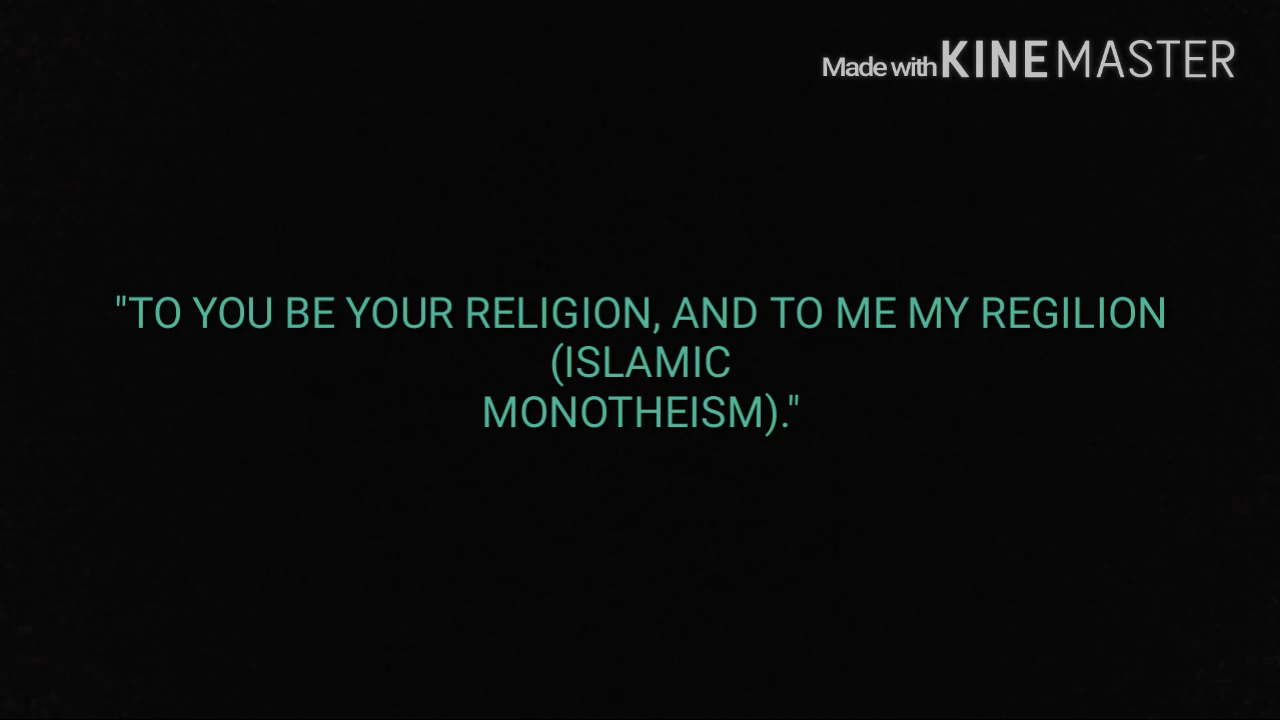 Made with KINEMASTER
"TO YOU BE YOUR RELIGION, AND TO ME MY REGILION
(ISLAMIC
MONOTHEISM)."